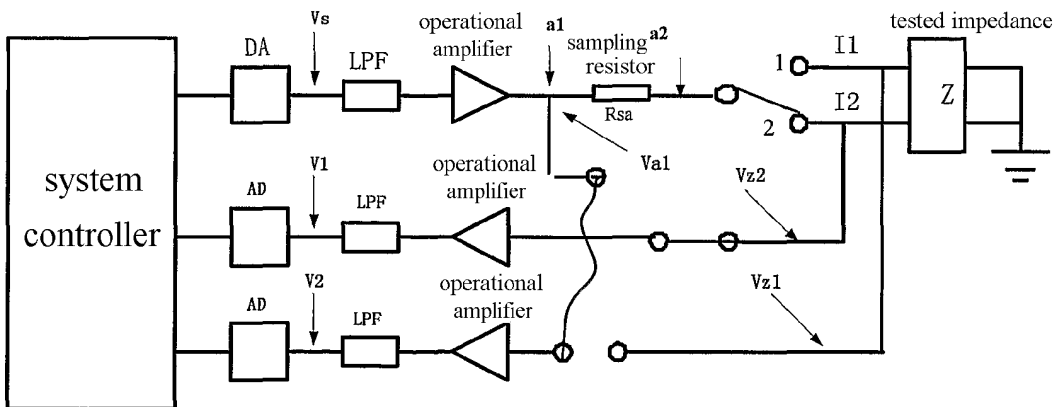 Vs
operational
amplifier
a1
sampling a2
resistor
tested impedance
DA
LPF
1
I1
Rsa
2
I2
Z
Va1
system
controller
V1
AD
LPF
operational
amplifier
Vz2
V2
AD
LPF
operational
amplifier
Vz1